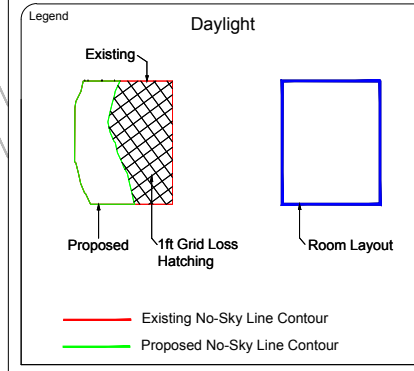 Legend
Daylight
Existing
Proposed
1ft Grid Loss
Hatching
Room Layout
Existing No-Sky Line Contour
Proposed No-Sky Line Contour